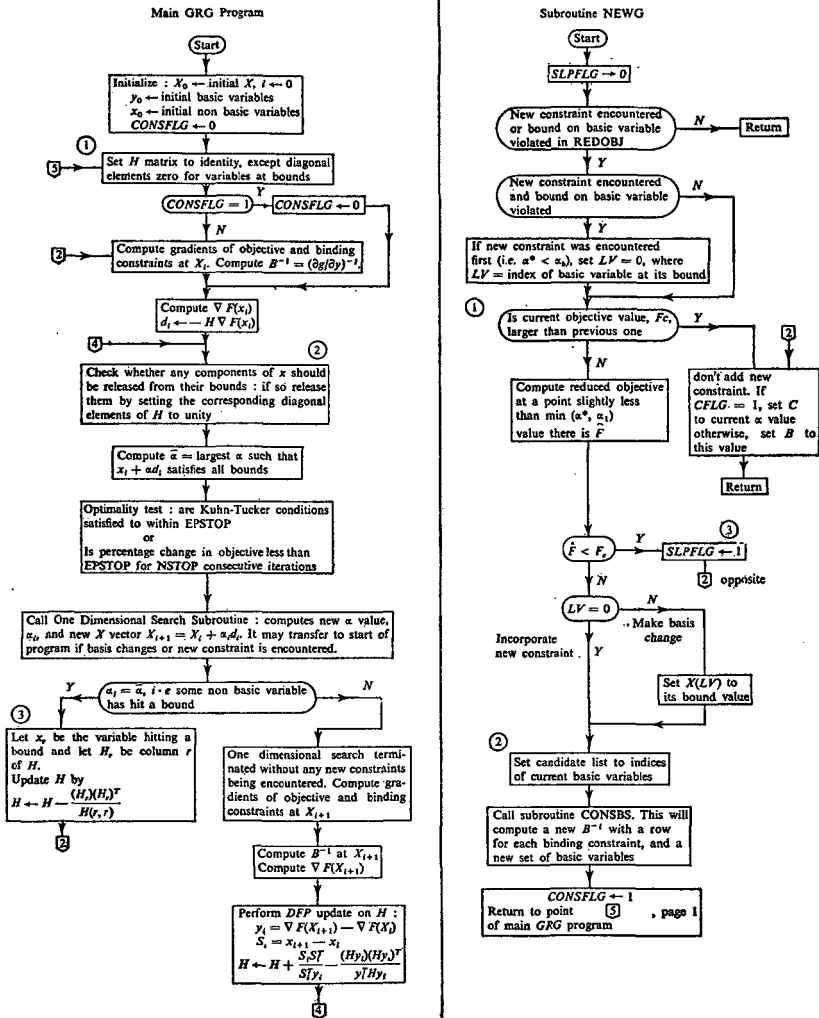 Main GRG Program
Start
Initialize : X₀ ← initial X, i ← 0
y₀ ← initial basic variables
x₀ ← initial non basic variables
CONSFLG ← 0
①
5
Set H matrix to identity, except diagonal
elements zero for variables at bounds
CONSFLG = 1
Y
CONSFLG ← 0
N
2
Compute gradients of objective and binding
constraints at Xᵢ. Compute B⁻¹ = (∂g/∂y)⁻¹.
Compute ∇ F(xᵢ)
dᵢ ← — H ∇ F(xᵢ)
4
②
Check whether any components of x should
be released from their bounds : if so release
them by setting the corresponding diagonal
elements of H to unity
Compute ᾱ = largest α such that
xᵢ + αdᵢ satisfies all bounds
Optimality test : are Kuhn-Tucker conditions
satisfied to within EPSTOP
or
Is percentage change in objective less than
EPSTOP for NSTOP consecutive iterations
Call One Dimensional Search Subroutine : computes new α value,
αᵢ, and new X vector Xᵢ₊₁ = Xᵢ + αᵢdᵢ. It may transfer to start of
program if basis changes or new constraint is encountered.
Y
αᵢ = ᾱ, i · e some non basic variable
has hit a bound
N
③
Let xᵣ be the variable hitting a
bound and let Hᵣ be column r
of H.
Update H by
H ← H — (Hᵣ)(Hᵣ)ᵀ / H(r, r)
2
One dimensional search termi-
nated without any new constraints
being encountered. Compute gra-
dients of objective and binding
constraints at Xᵢ₊₁
Compute B⁻¹ at Xᵢ₊₁
Compute ∇ F(Xᵢ₊₁)
Perform DFP update on H :
yᵢ = ∇ F(Xᵢ₊₁) — ∇ F(Xᵢ)
Sᵢ = xᵢ₊₁ — xᵢ
H ← H + SᵢSᵢᵀ / Sᵢᵀyᵢ — (Hyᵢ)(Hyᵢ)ᵀ / yᵢᵀHyᵢ
4
Subroutine NEWG
Start
SLPFLG → 0
New constraint encountered
or bound on basic variable
violated in REDOBJ
N
Return
Y
New constraint encountered
and bound on basic variable
violated
N
Y
If new constraint was encountered
first (i.e. α* < α_b), set LV = 0, where
LV = index of basic variable at its bound
①
Is current objective value, Fc,
larger than previous one
Y
2
N
Compute reduced objective
at a point slightly less
than min (α*, α₁)
value there is F̂
don't add new
constraint. If
CFLG = 1, set C
to current α value
otherwise, set B to
this value
Return
F̂ < F_c
Y
③
SLPFLG ← 1
2 opposite
N
LV = 0
N
Make basis
change
Incorporate
new constraint
Y
Set X(LV) to
its bound value
②
Set candidate list to indices
of current basic variables
Call subroutine CONSBS. This will
compute a new B⁻¹ with a row
for each binding constraint, and a
new set of basic variables
CONSFLG ← 1
Return to point 5 , page 1
of main GRG program